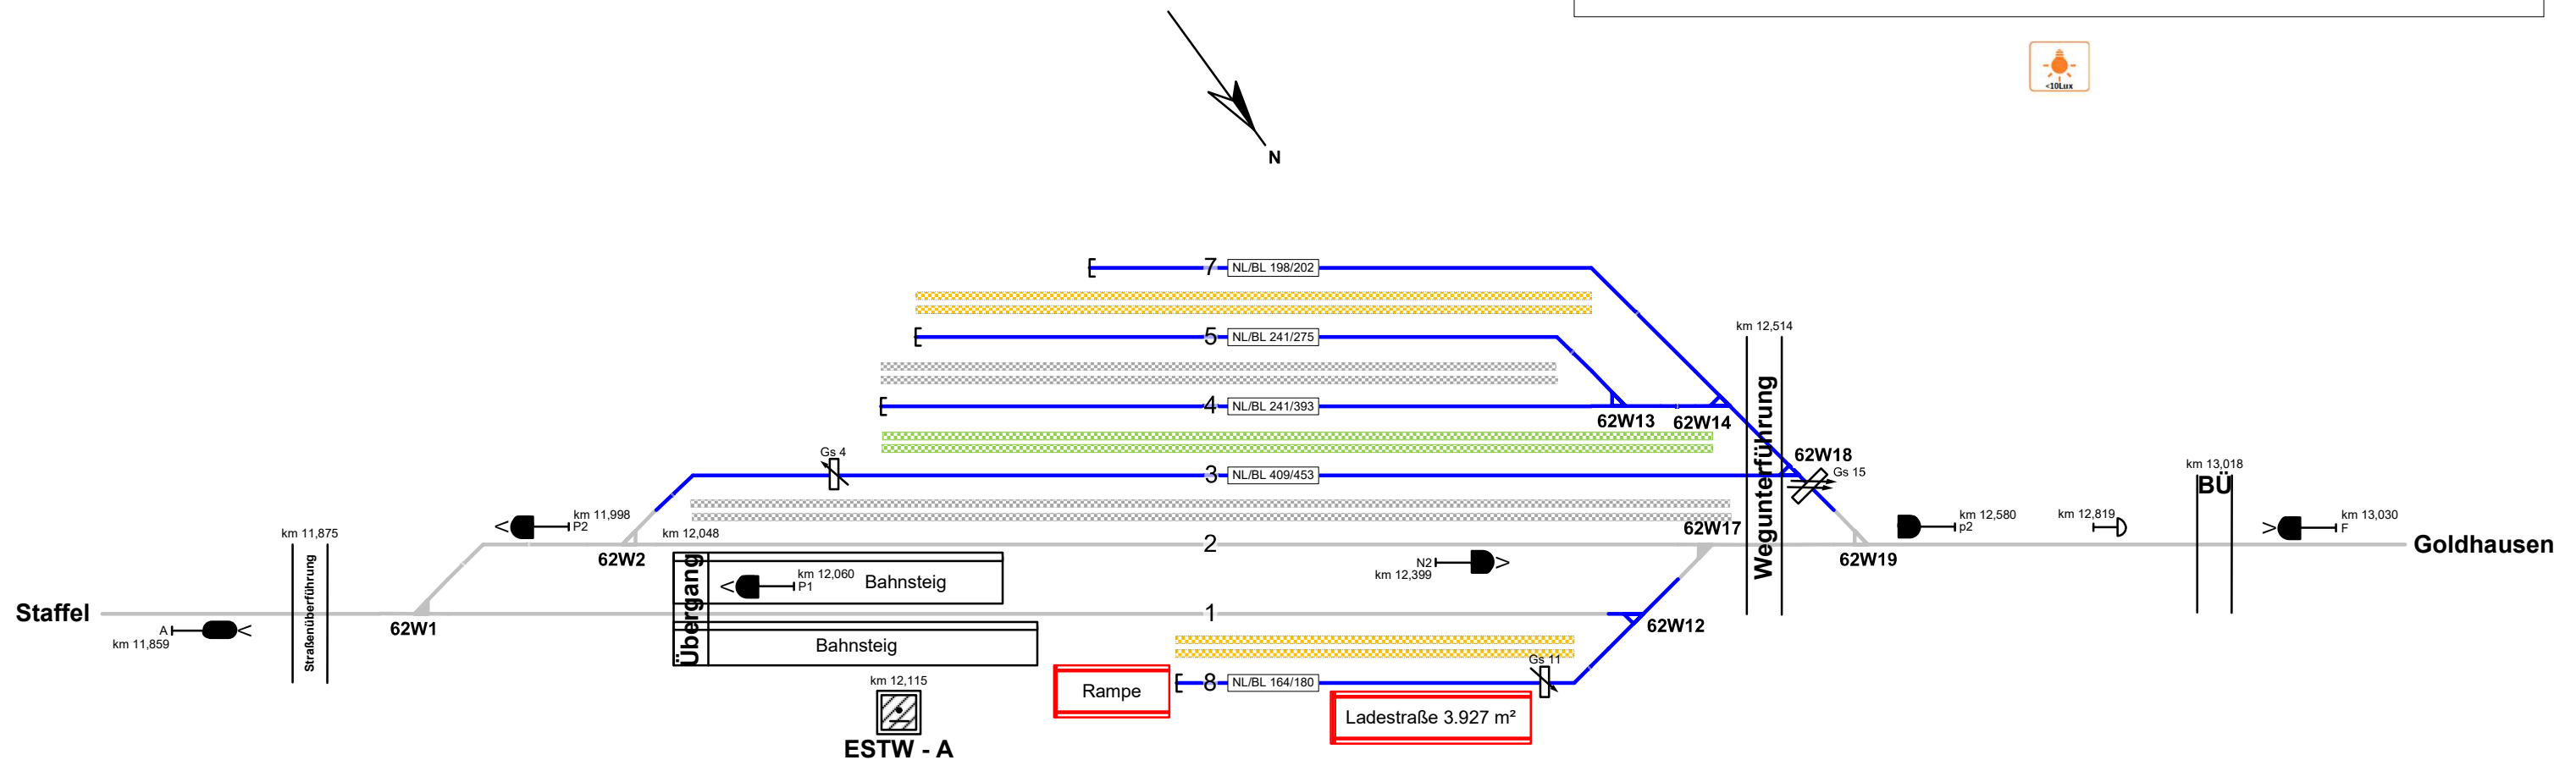 <10Lux
N
7 NL/BL 198/202
km 12,514
5 NL/BL 241/275
4 NL/BL 241/393
62W13 62W14
Wegunterführung
Gs 4
62W18
Gs 15
3 NL/BL 409/453
km 13,018
BÜ
km 11,998
P2
km 11,875
Straßenüberführung
km 12,048
62W17
km 12,580
p2
km 12,819
km 13,030
F
62W2
2
62W19
Goldhausen
Übergang
km 12,060
P1
Bahnsteig
N2
km 12,399
Staffel
1
A
km 11,859
62W1
62W12
Bahnsteig
Gs 11
km 12,115
Rampe
8 NL/BL 164/180
Ladestraße 3.927 m²
ESTW - A